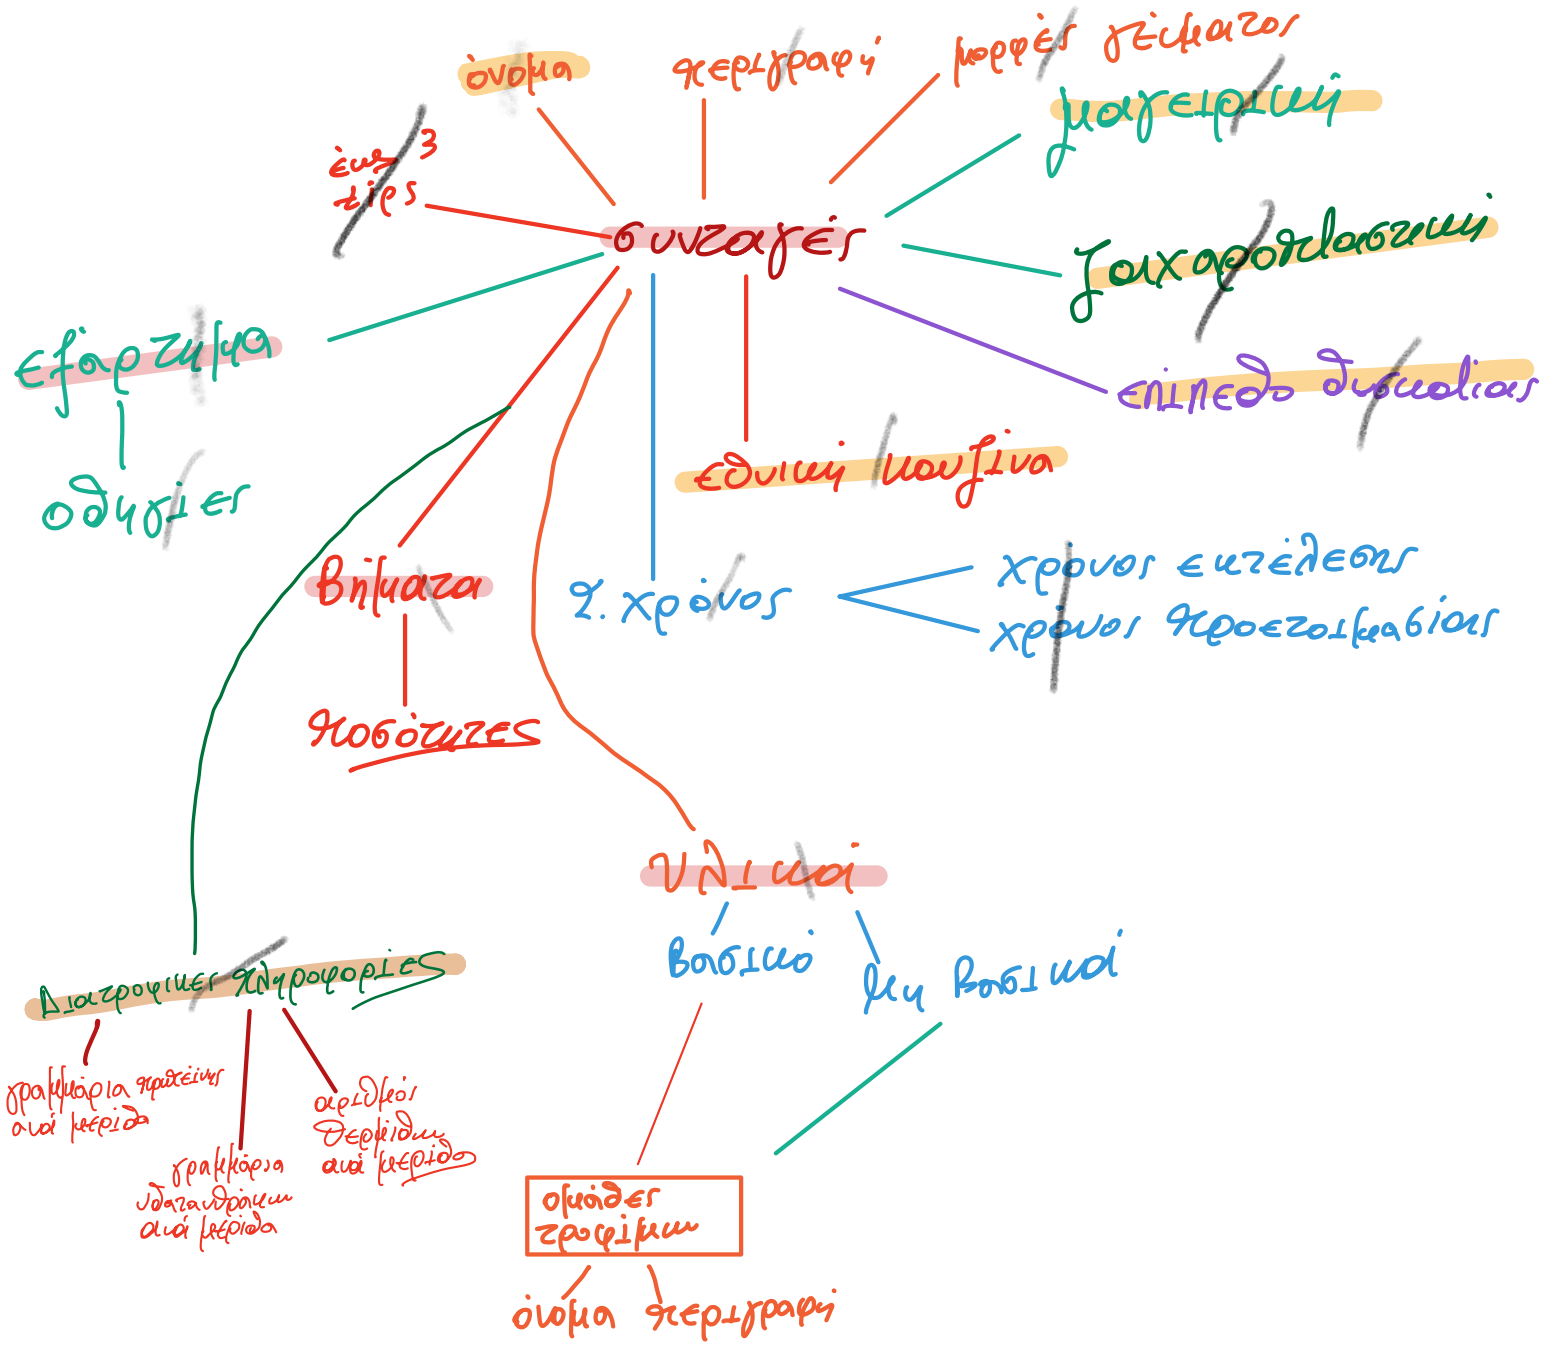 όνομα
περιγραφή
μορφές γεύματος
μαγειρική
έως 3
tips
συνταγές
ζαχαροπλαστική
εξάρτημα
επίπεδο δυσκολίας
εθνική κουζίνα
οδηγίες
Βήματα
Σ. χρόνος
χρόνος εκτέλεσης
χρόνος προετοιμασίας
ποσότητες
Υλικά
Βασικό
Μη Βασικά
Διατροφικές πληροφορίες
γραμμάρια πρωτεΐνης
ανά μερίδα
αριθμός
θερμίδων
ανά μερίδα
γραμμάρια
υδατανθράκων
ανά μερίδα
ομάδες
τροφίμων
όνομα
περιγραφή